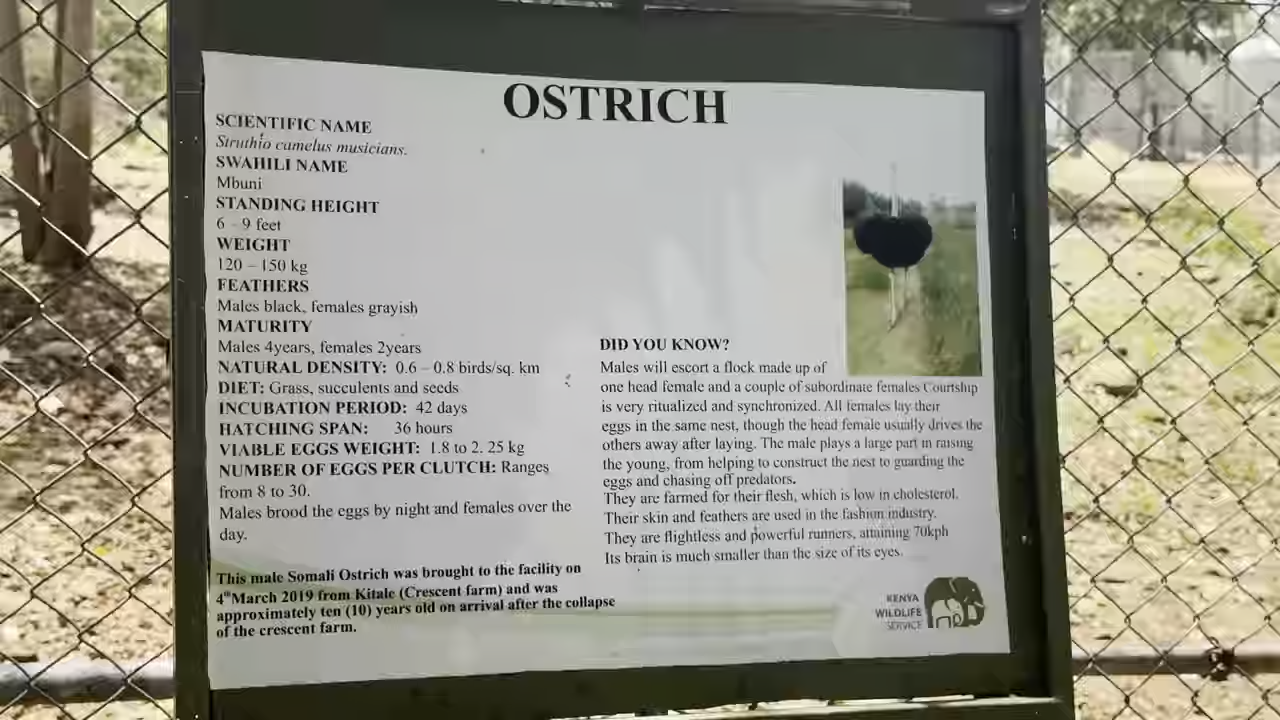 OSTRICH
SCIENTIFIC NAME
Struthio camelus musicians.
SWAHILI NAME
Mbuni
STANDING HEIGHT
6 – 9 feet
WEIGHT
120 – 150 kg
FEATHERS
Males black, females grayish
MATURITY
Males 4years, females 2years
NATURAL DENSITY: 0.6 – 0.8 birds/sq. km
DIET: Grass, succulents and seeds
INCUBATION PERIOD: 42 days
HATCHING SPAN: 36 hours
VIABLE EGGS WEIGHT: 1.8 to 2. 25 kg
NUMBER OF EGGS PER CLUTCH: Ranges
from 8 to 30.
Males brood the eggs by night and females over the
day.
This male Somali Ostrich was brought to the facility on
4thMarch 2019 from Kitale (Crescent farm) and was
approximately ten (10) years old on arrival after the collapse
of the crescent farm.
DID YOU KNOW?
Males will escort a flock made up of
one head female and a couple of subordinate females Courtship
is very ritualized and synchronized. All females lay their
eggs in the same nest, though the head female usually drives the
others away after laying. The male plays a large part in raising
the young, from helping to construct the nest to guarding the
eggs and chasing off predators.
They are farmed for their flesh, which is low in cholesterol.
Their skin and feathers are used in the fashion industry.
They are flightless and powerful runners, attaining 70kph
Its brain is much smaller than the size of its eyes.
KENYA
WILDLIFE
SERVICE